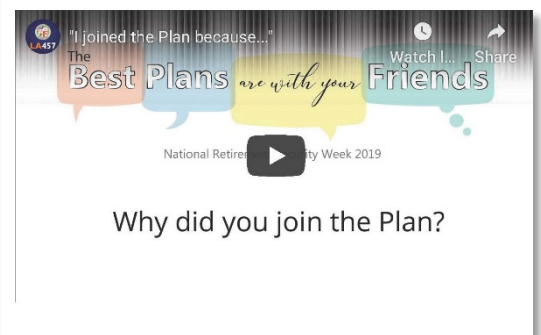 LA457
"I joined the Plan because..."
Watch l... Share
The
Best Plans are with your Friends
National Retire ity Week 2019
Why did you join the Plan?